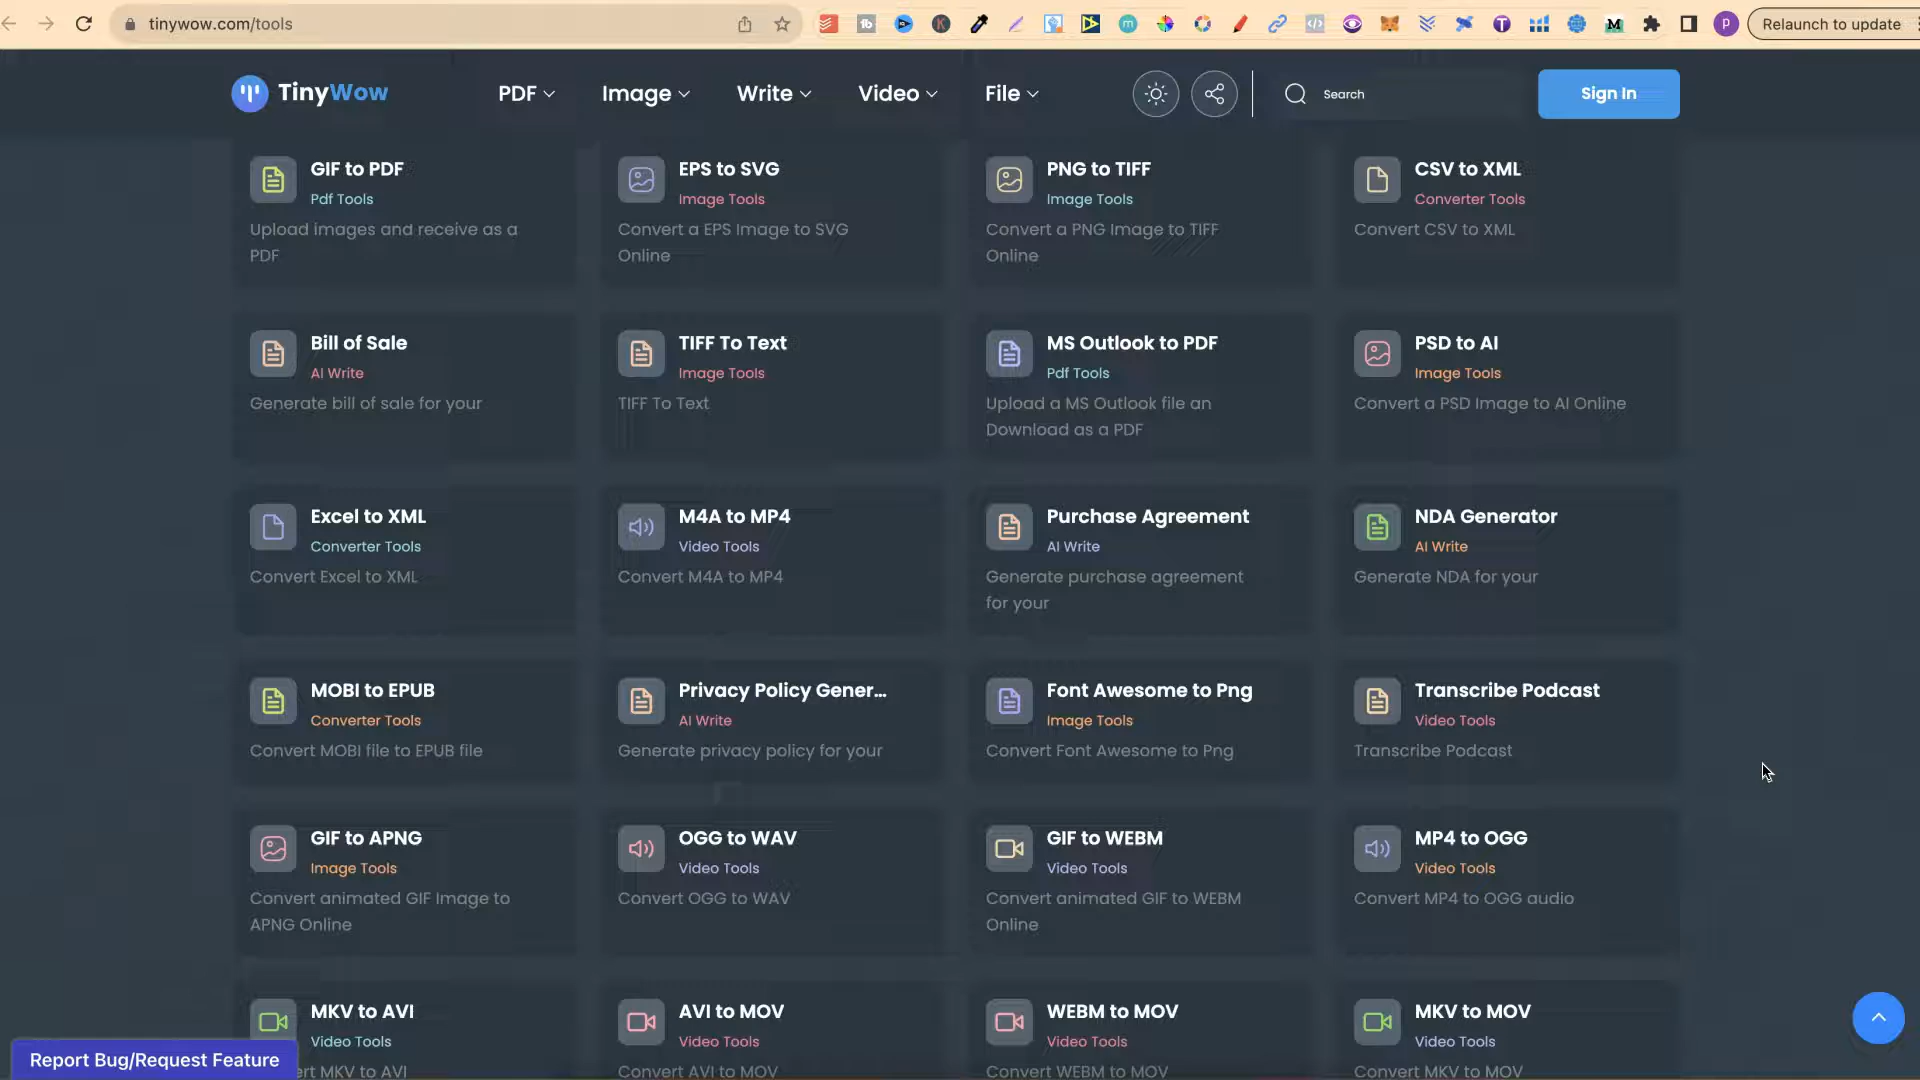 tinywow.com/tools
Relaunch to update
TinyWow
PDF
Image
Write
Video
File
Search
Sign In
GIF to PDF
Pdf Tools
Upload images and receive as a
PDF
EPS to SVG
Image Tools
Convert a EPS Image to SVG
Online
PNG to TIFF
Image Tools
Convert a PNG Image to TIFF
Online
CSV to XML
Converter Tools
Convert CSV to XML
Bill of Sale
AI Write
Generate bill of sale for your
TIFF To Text
Image Tools
TIFF To Text
MS Outlook to PDF
Pdf Tools
Upload a MS Outlook file an
Download as a PDF
PSD to AI
Image Tools
Convert a PSD Image to AI Online
Excel to XML
Converter Tools
Convert Excel to XML
M4A to MP4
Video Tools
Convert M4A to MP4
Purchase Agreement
AI Write
Generate purchase agreement
for your
NDA Generator
AI Write
Generate NDA for your
MOBI to EPUB
Converter Tools
Convert MOBI file to EPUB file
Privacy Policy Gener...
AI Write
Generate privacy policy for your
Font Awesome to Png
Image Tools
Convert Font Awesome to Png
Transcribe Podcast
Video Tools
Transcribe Podcast
GIF to APNG
Image Tools
Convert animated GIF Image to
APNG Online
OGG to WAV
Video Tools
Convert OGG to WAV
GIF to WEBM
Video Tools
Convert animated GIF to WEBM
Online
MP4 to OGG
Video Tools
Convert MP4 to OGG audio
MKV to AVI
Video Tools
ert MKV to AVI
AVI to MOV
Video Tools
Convert AVI to MOV
WEBM to MOV
Video Tools
Convert WEBM to MOV
MKV to MOV
Video Tools
Convert MKV to MOV
Report Bug/Request Feature